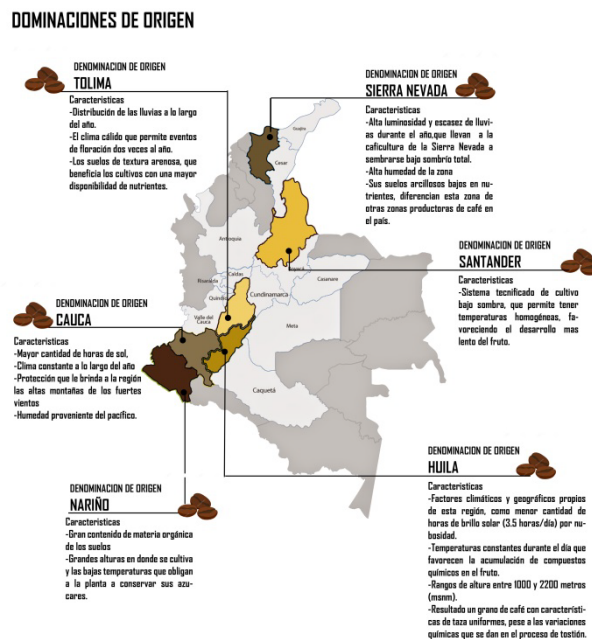 DOMINACIONES DE ORIGEN
DENOMINACION DE ORIGEN
TOLIMA
Características
-Distribución de las lluvias a lo largo
del año.
-El clima cálido que permite eventos
de floración dos veces al año.
-Los suelos de textura arenosa, que
beneficia los cultivos con una mayor
disponibilidad de nutrientes.
DENOMINACION DE ORIGEN
SIERRA NEVADA
Características
-Alta luminosidad y escasez de lluvi-
as durante el año,que llevan a la
caficultura de la Sierra Nevada a
sembrarse bajo sombrío total.
-Alta humedad de la zona
-Sus suelos arcillosos bajos en nu-
trientes, diferencian esta zona de
otras zonas productoras de café en
el país.
DENOMINACION DE ORIGEN
SANTANDER
Características
-Sistema tecnificado de cultivo
bajo sombra, que permite tener
temperaturas homogéneas, fa-
voreciendo el desarrollo mas
lento del fruto.
DENOMINACION DE ORIGEN
CAUCA
Características
-Mayor cantidad de horas de sol,
-Clima constante a lo largo del año
-Protección que le brinda a la región
las altas montañas de los fuertes
vientos
-Humedad proveniente del pacífico.
Guajira
Cesar
Antioquia
Boyacá
Casanare
Caldas
Risaralda
Quindío
Cundinamarca
Valle del
Cauca
Meta
Caquetá
DENOMINACION DE ORIGEN
NARIÑO
Características
-Gran contenido de materia orgánica
de los suelos
-Grandes alturas en donde se cultiva
y las bajas temperaturas que obligan
a la planta a conservar sus azu-
cares.
DENOMINACION DE ORIGEN
HUILA
Características
-Factores climáticos y geográficos propios
de esta región, como menor cantidad de
horas de brillo solar (3.5 horas/día) por nu-
bosidad.
-Temperaturas constantes durante el día que
favorecen la acumulación de compuestos
químicos en el fruto.
-Rangos de altura entre 1000 y 2200 metros
(msnm).
-Resultado un grano de café con característi-
cas de taza uniformes, pese a las variaciones
químicas que se dan en el proceso de tostión.